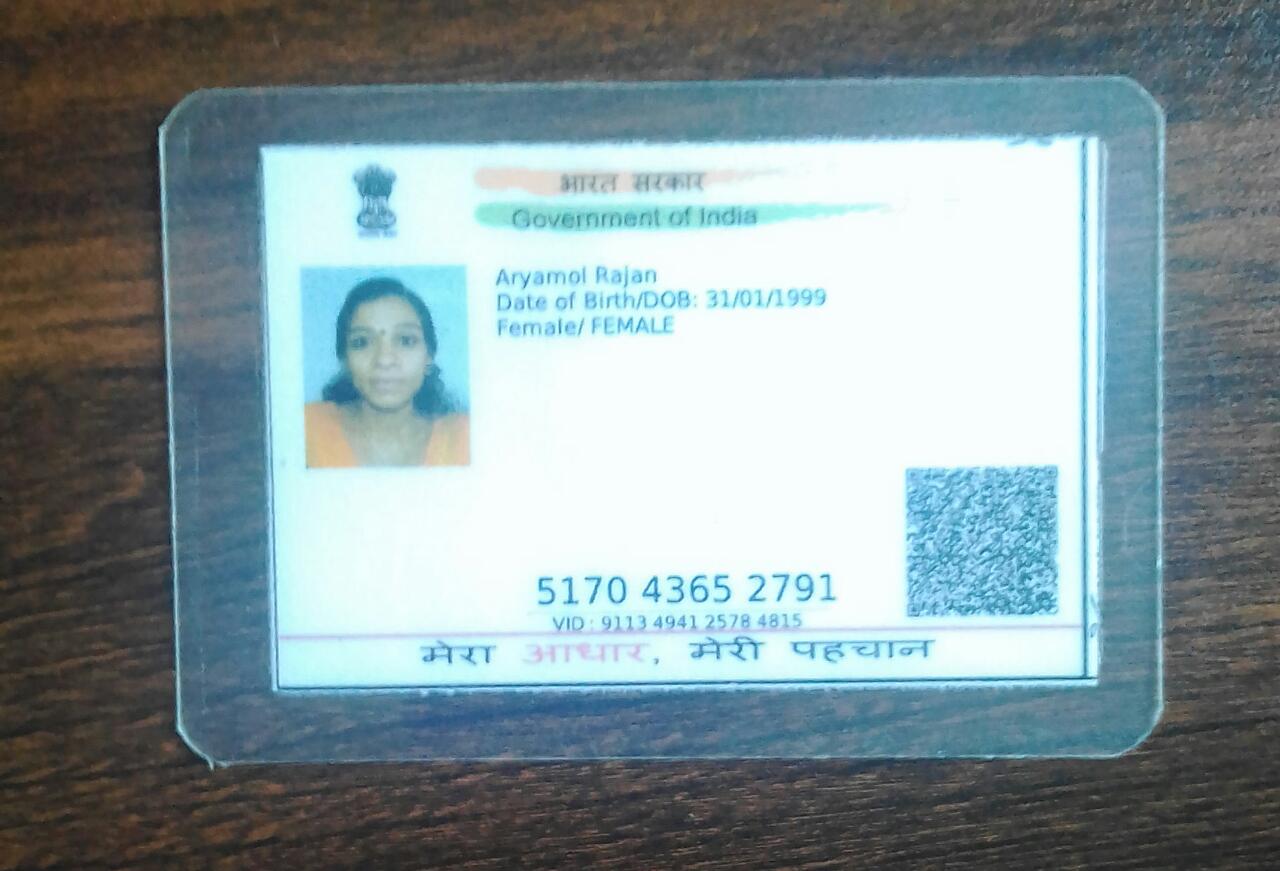 भारत सरकार
Government of India
Aryamol Rajan
Date of Birth/DOB: 31/01/1999
Female/ FEMALE
5170 4365 2791
VID : 9113 4941 2578 4815
मेरा आधार, मेरी पहचान